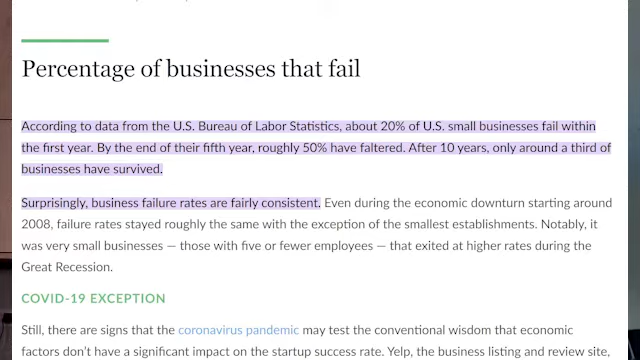 Percentage of businesses that fail
According to data from the U.S. Bureau of Labor Statistics, about 20% of U.S. small businesses fail within
the first year. By the end of their fifth year, roughly 50% have faltered. After 10 years, only around a third of
businesses have survived.
Surprisingly, business failure rates are fairly consistent. Even during the economic downturn starting around
2008, failure rates stayed roughly the same with the exception of the smallest establishments. Notably, it
was very small businesses — those with five or fewer employees — that exited at higher rates during the
Great Recession.
COVID-19 EXCEPTION
Still, there are signs that the coronavirus pandemic may test the conventional wisdom that economic
factors don't have a significant impact on the startup success rate. Yelp, the business listing and review site,